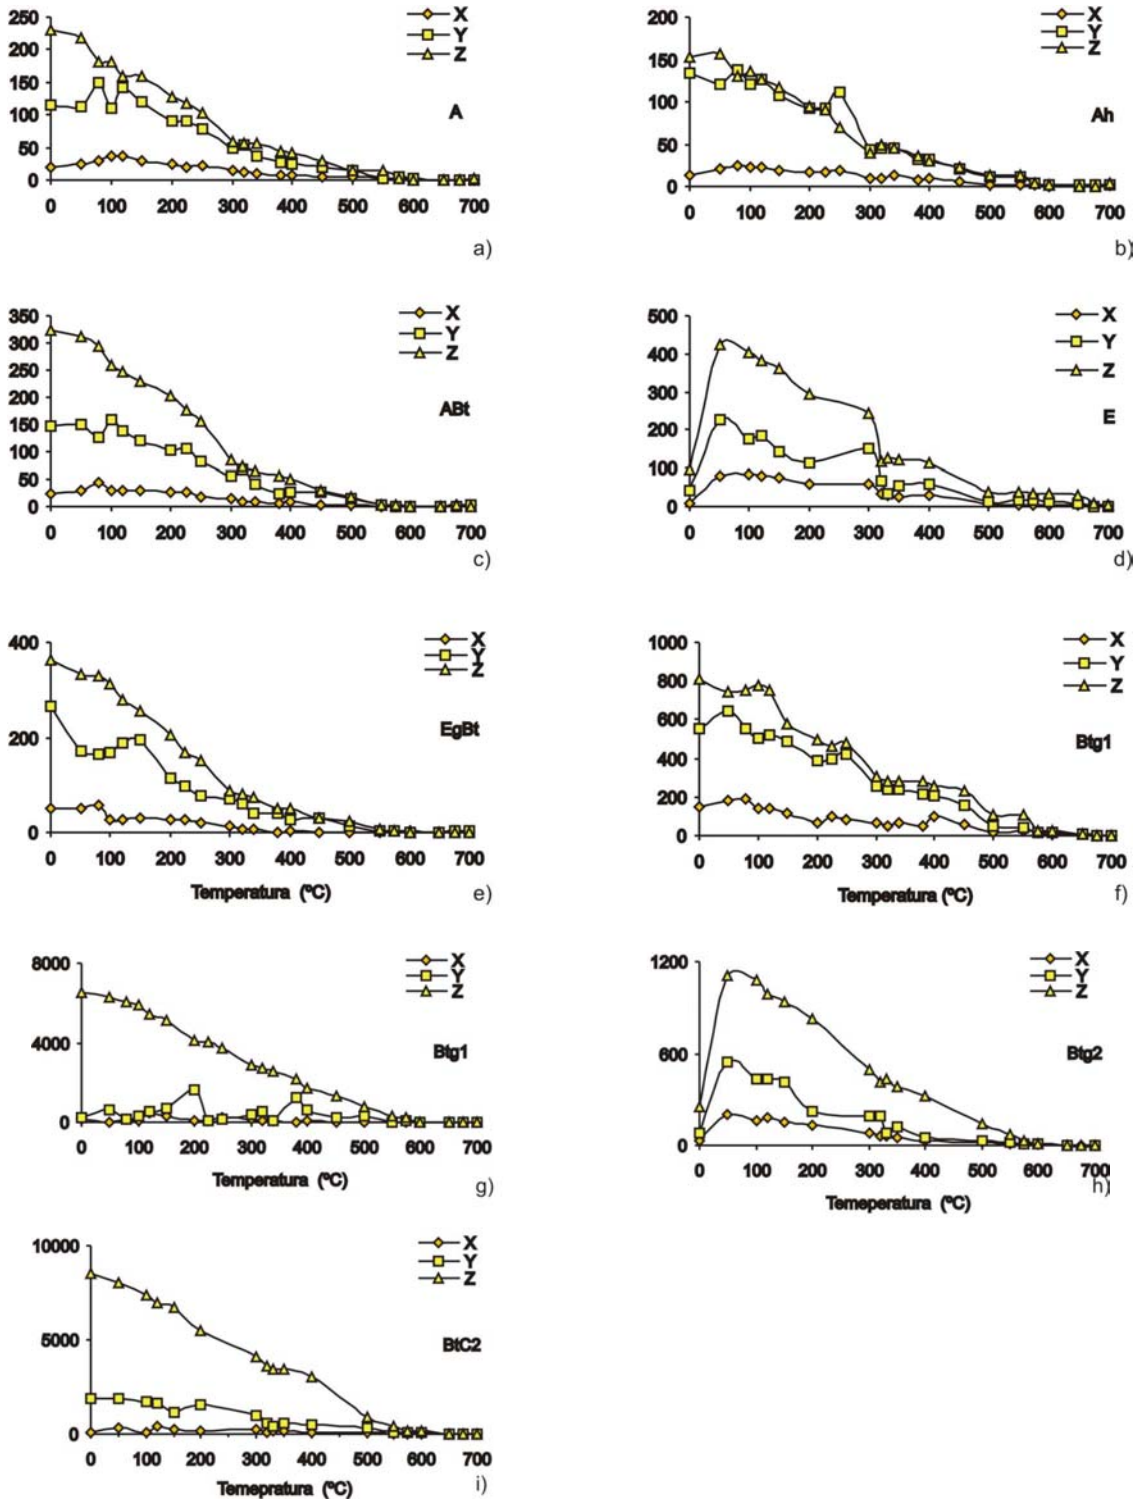 250
200
150
100
50
0
0 100 200 300 400 500 600 700
X
Y
Z
A
a)
200
150
100
50
0
0 100 200 300 400 500 600 700
X
Y
Z
Ah
b)
350
300
250
200
150
100
50
0
0 100 200 300 400 500 600 700
X
Y
Z
ABt
c)
500
400
300
200
100
0
0 100 200 300 400 500 600 700
X
Y
Z
E
d)
400
200
0
0 100 200 300 400 500 600 700
X
Y
Z
EgBt
Temperatura (ºC)
e)
1000
800
600
400
200
0
0 100 200 300 400 500 600 700
X
Y
Z
Btg1
Temperatura (ºC)
f)
8000
4000
0
0 100 200 300 400 500 600 700
X
Y
Z
Btg1
Temperatura (ºC)
g)
1200
600
0
0 100 200 300 400 500 600 700
X
Y
Z
Btg2
Temeperatura (ºC)
h)
10000
5000
0
0 100 200 300 400 500 600 700
X
Y
Z
BtC2
Temepratura (ºC)
i)